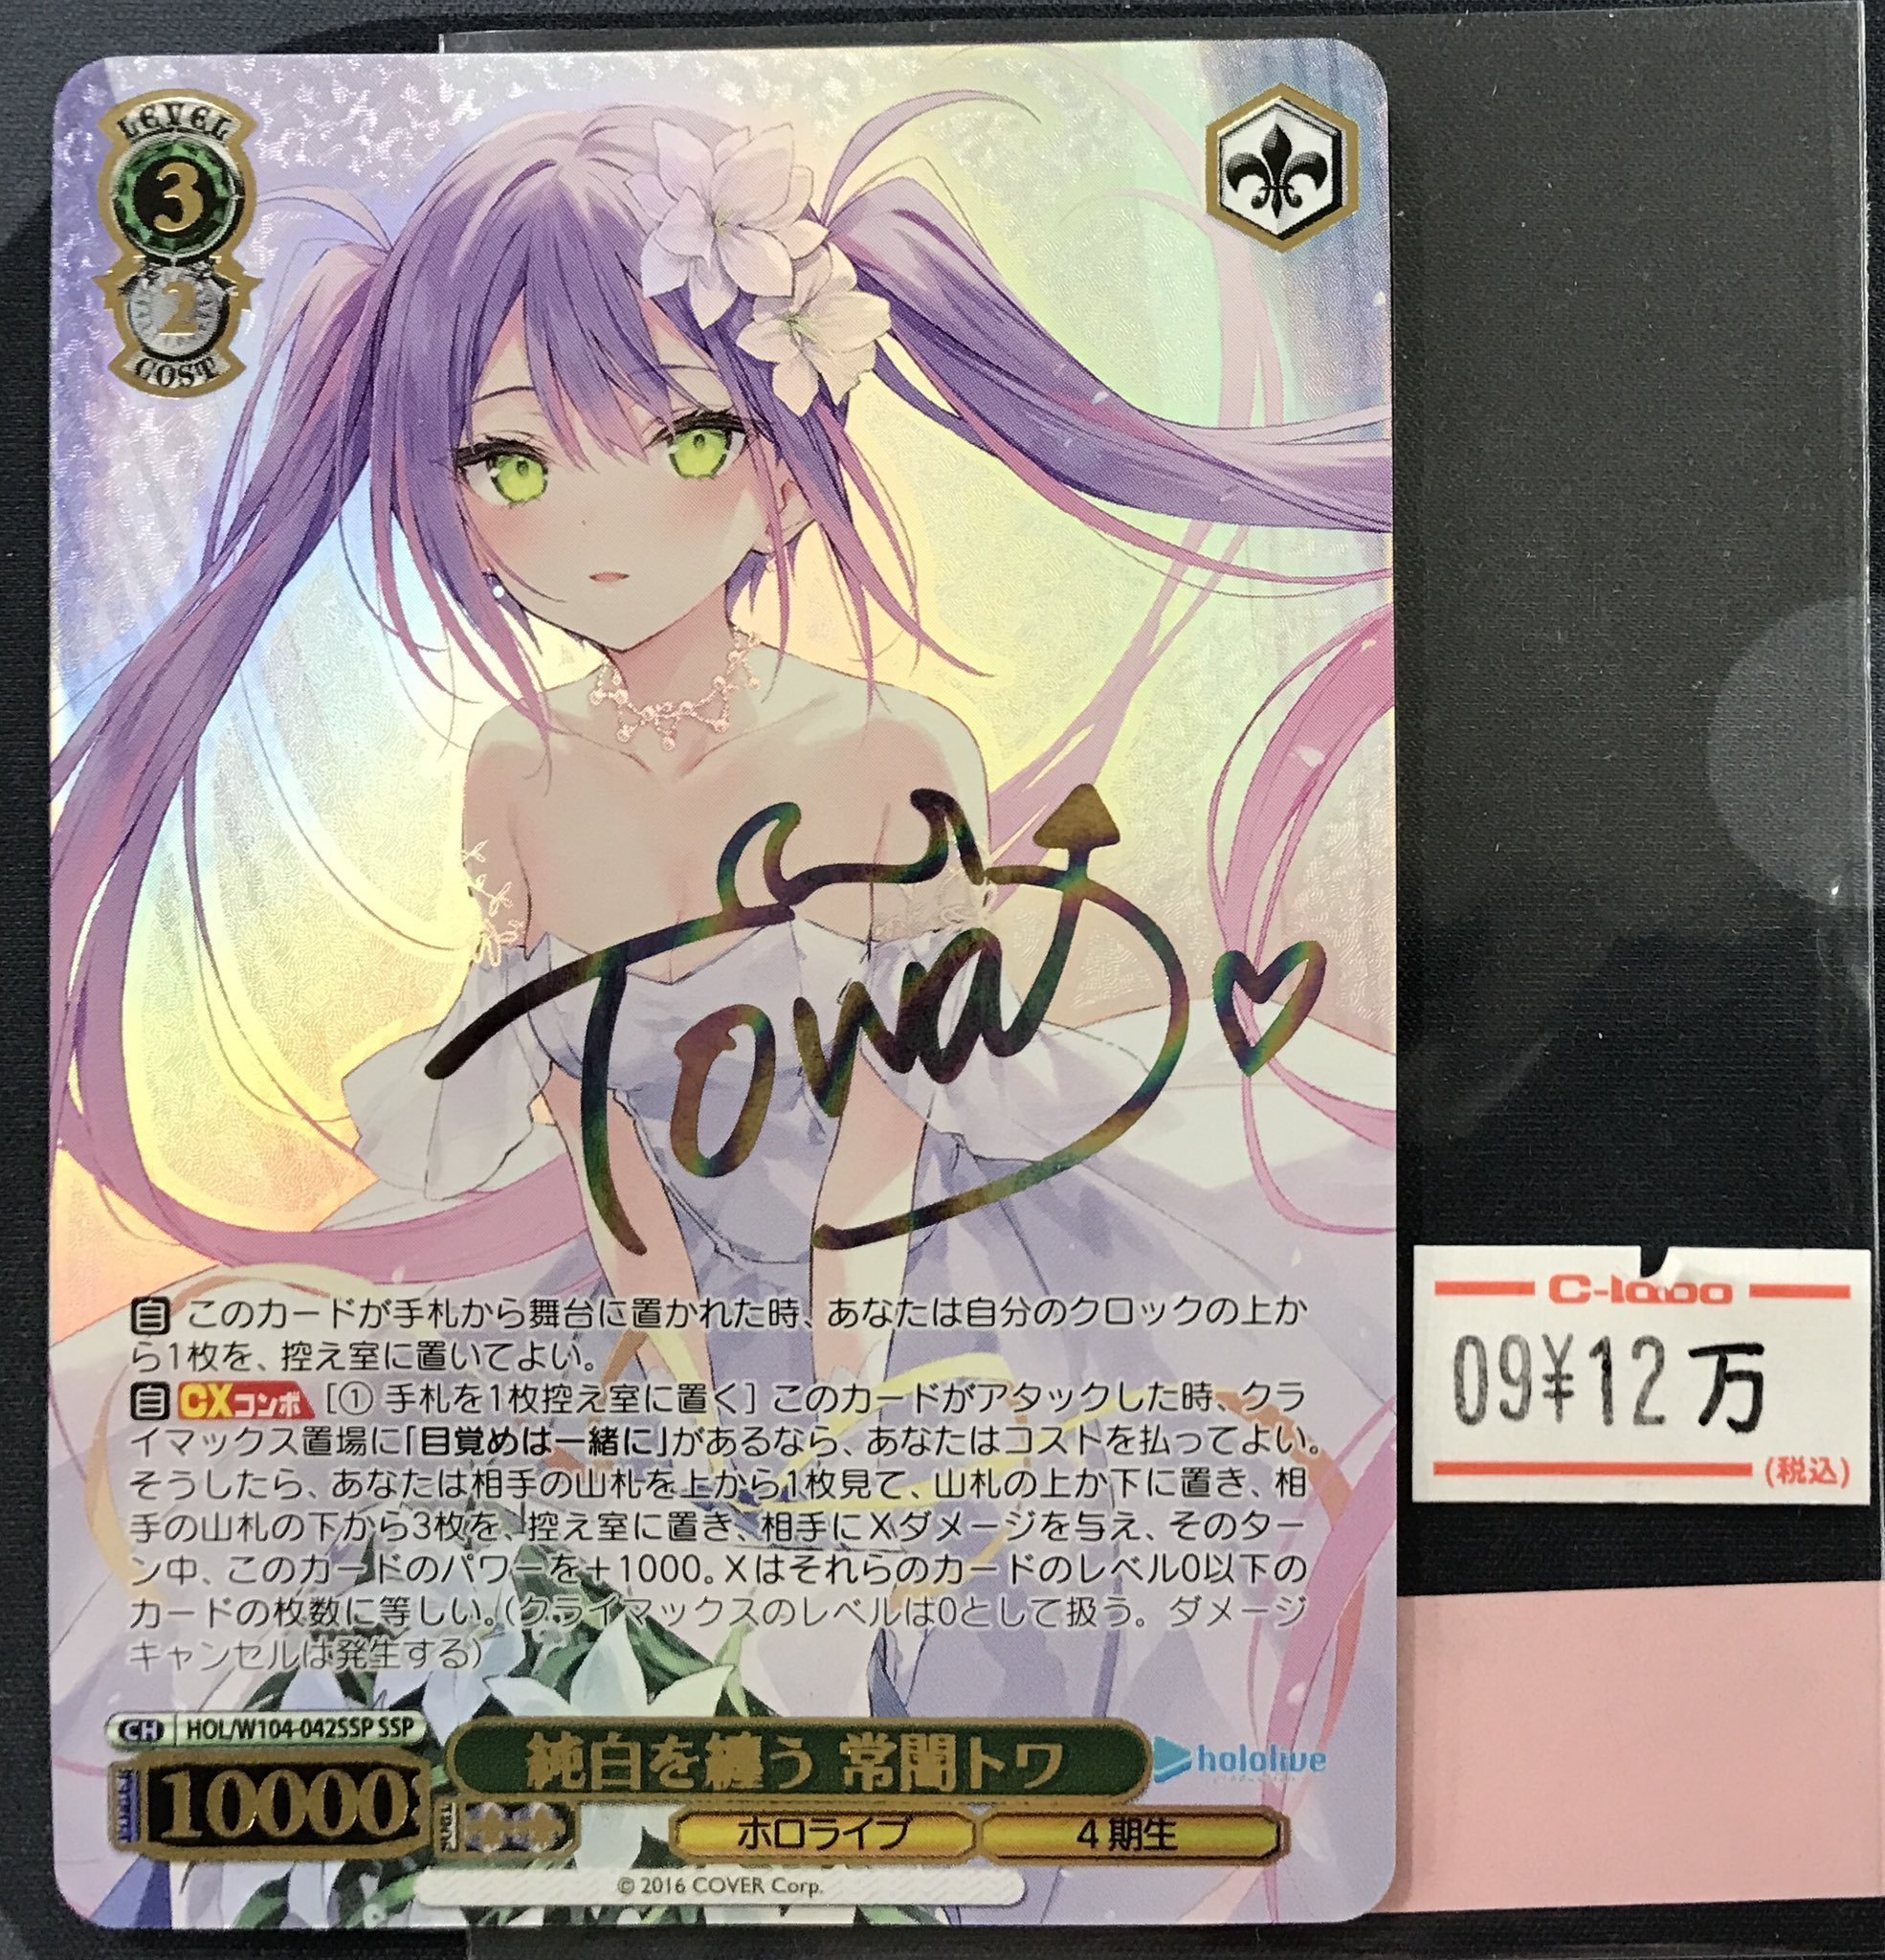 LEVEL
3
2
COST
Towa
自 このカードが手札から舞台に置かれた時、あなたは自分のクロックの上か
ら1枚を、控え室に置いてよい。
自 CXコンボ ［① 手札を1枚控え室に置く］ このカードがアタックした時、クラ
イマックス置場に「目覚めは一緒に」があるなら、あなたはコストを払ってよい。
そうしたら、あなたは相手の山札を上から1枚見て、山札の上か下に置き、相
手の山札の下から3枚を、控え室に置き、相手にXダメージを与え、そのター
ン中、このカードのパワーを＋1000。Xはそれらのカードのレベル0以下の
カードの枚数に等しい。（クライマックスのレベルは0として扱う。ダメージ
キャンセルは発生する）
CH HOL/W104-042SSP SSP
純白を纏う 常闇トワ
hololive
POWER 10000
SOUL
ホロライブ 4期生
© 2016 COVER Corp.
C-labo
09¥12万
(税込)